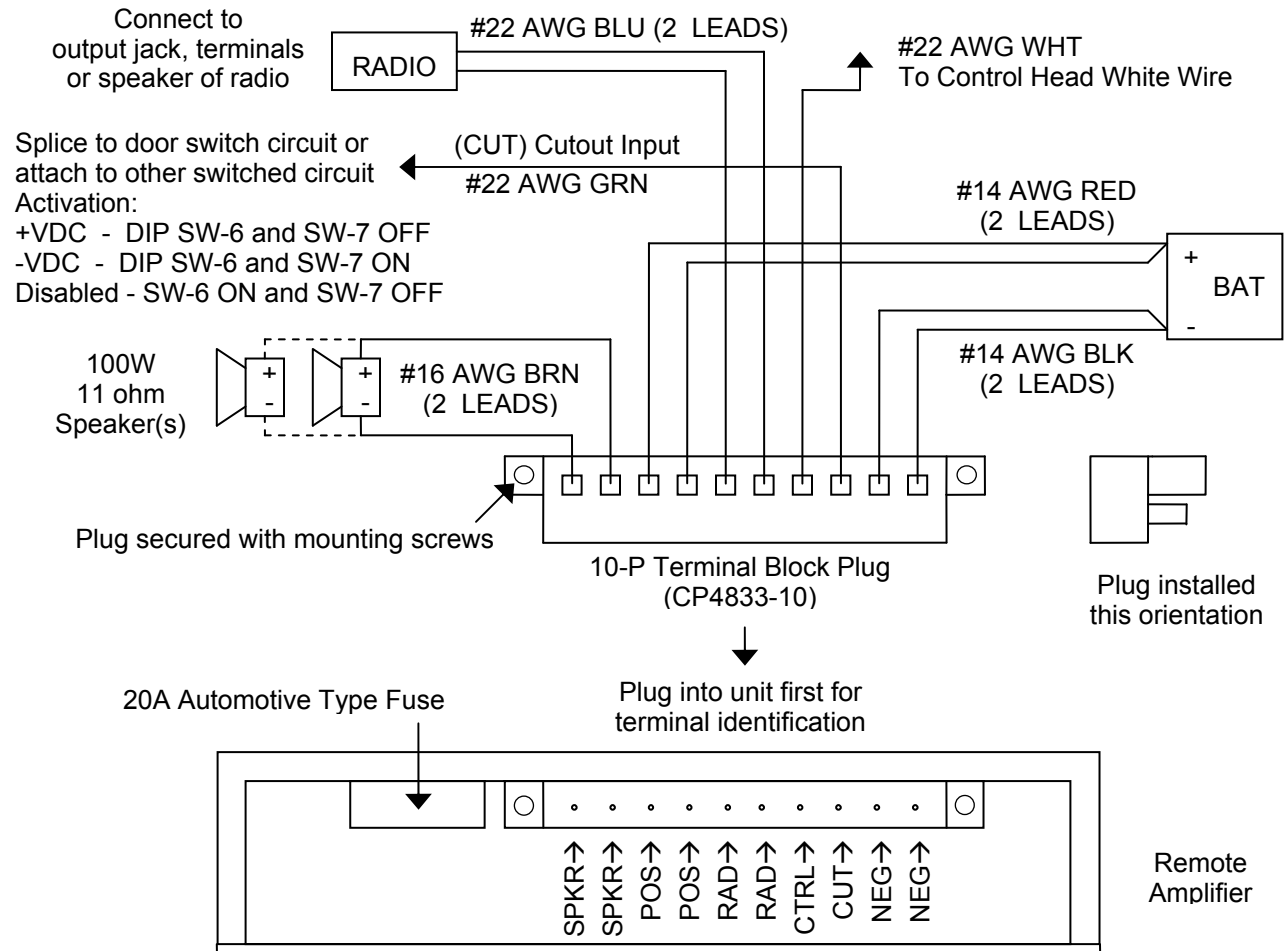 Connect to
output jack, terminals
or speaker of radio
RADIO
#22 AWG BLU (2 LEADS)
#22 AWG WHT
To Control Head White Wire
Splice to door switch circuit or
attach to other switched circuit
Activation:
+VDC - DIP SW-6 and SW-7 OFF
-VDC - DIP SW-6 and SW-7 ON
Disabled - SW-6 ON and SW-7 OFF
(CUT) Cutout Input
#22 AWG GRN
#14 AWG RED
(2 LEADS)
+
BAT
-
#14 AWG BLK
(2 LEADS)
100W
11 ohm
Speaker(s)
+
-
+
-
#16 AWG BRN
(2 LEADS)
Plug secured with mounting screws
10-P Terminal Block Plug
(CP4833-10)
Plug installed
this orientation
20A Automotive Type Fuse
Plug into unit first for
terminal identification
SPKR→
SPKR→
POS→
POS→
RAD→
RAD→
CTRL→
CUT→
NEG→
NEG→
Remote
Amplifier